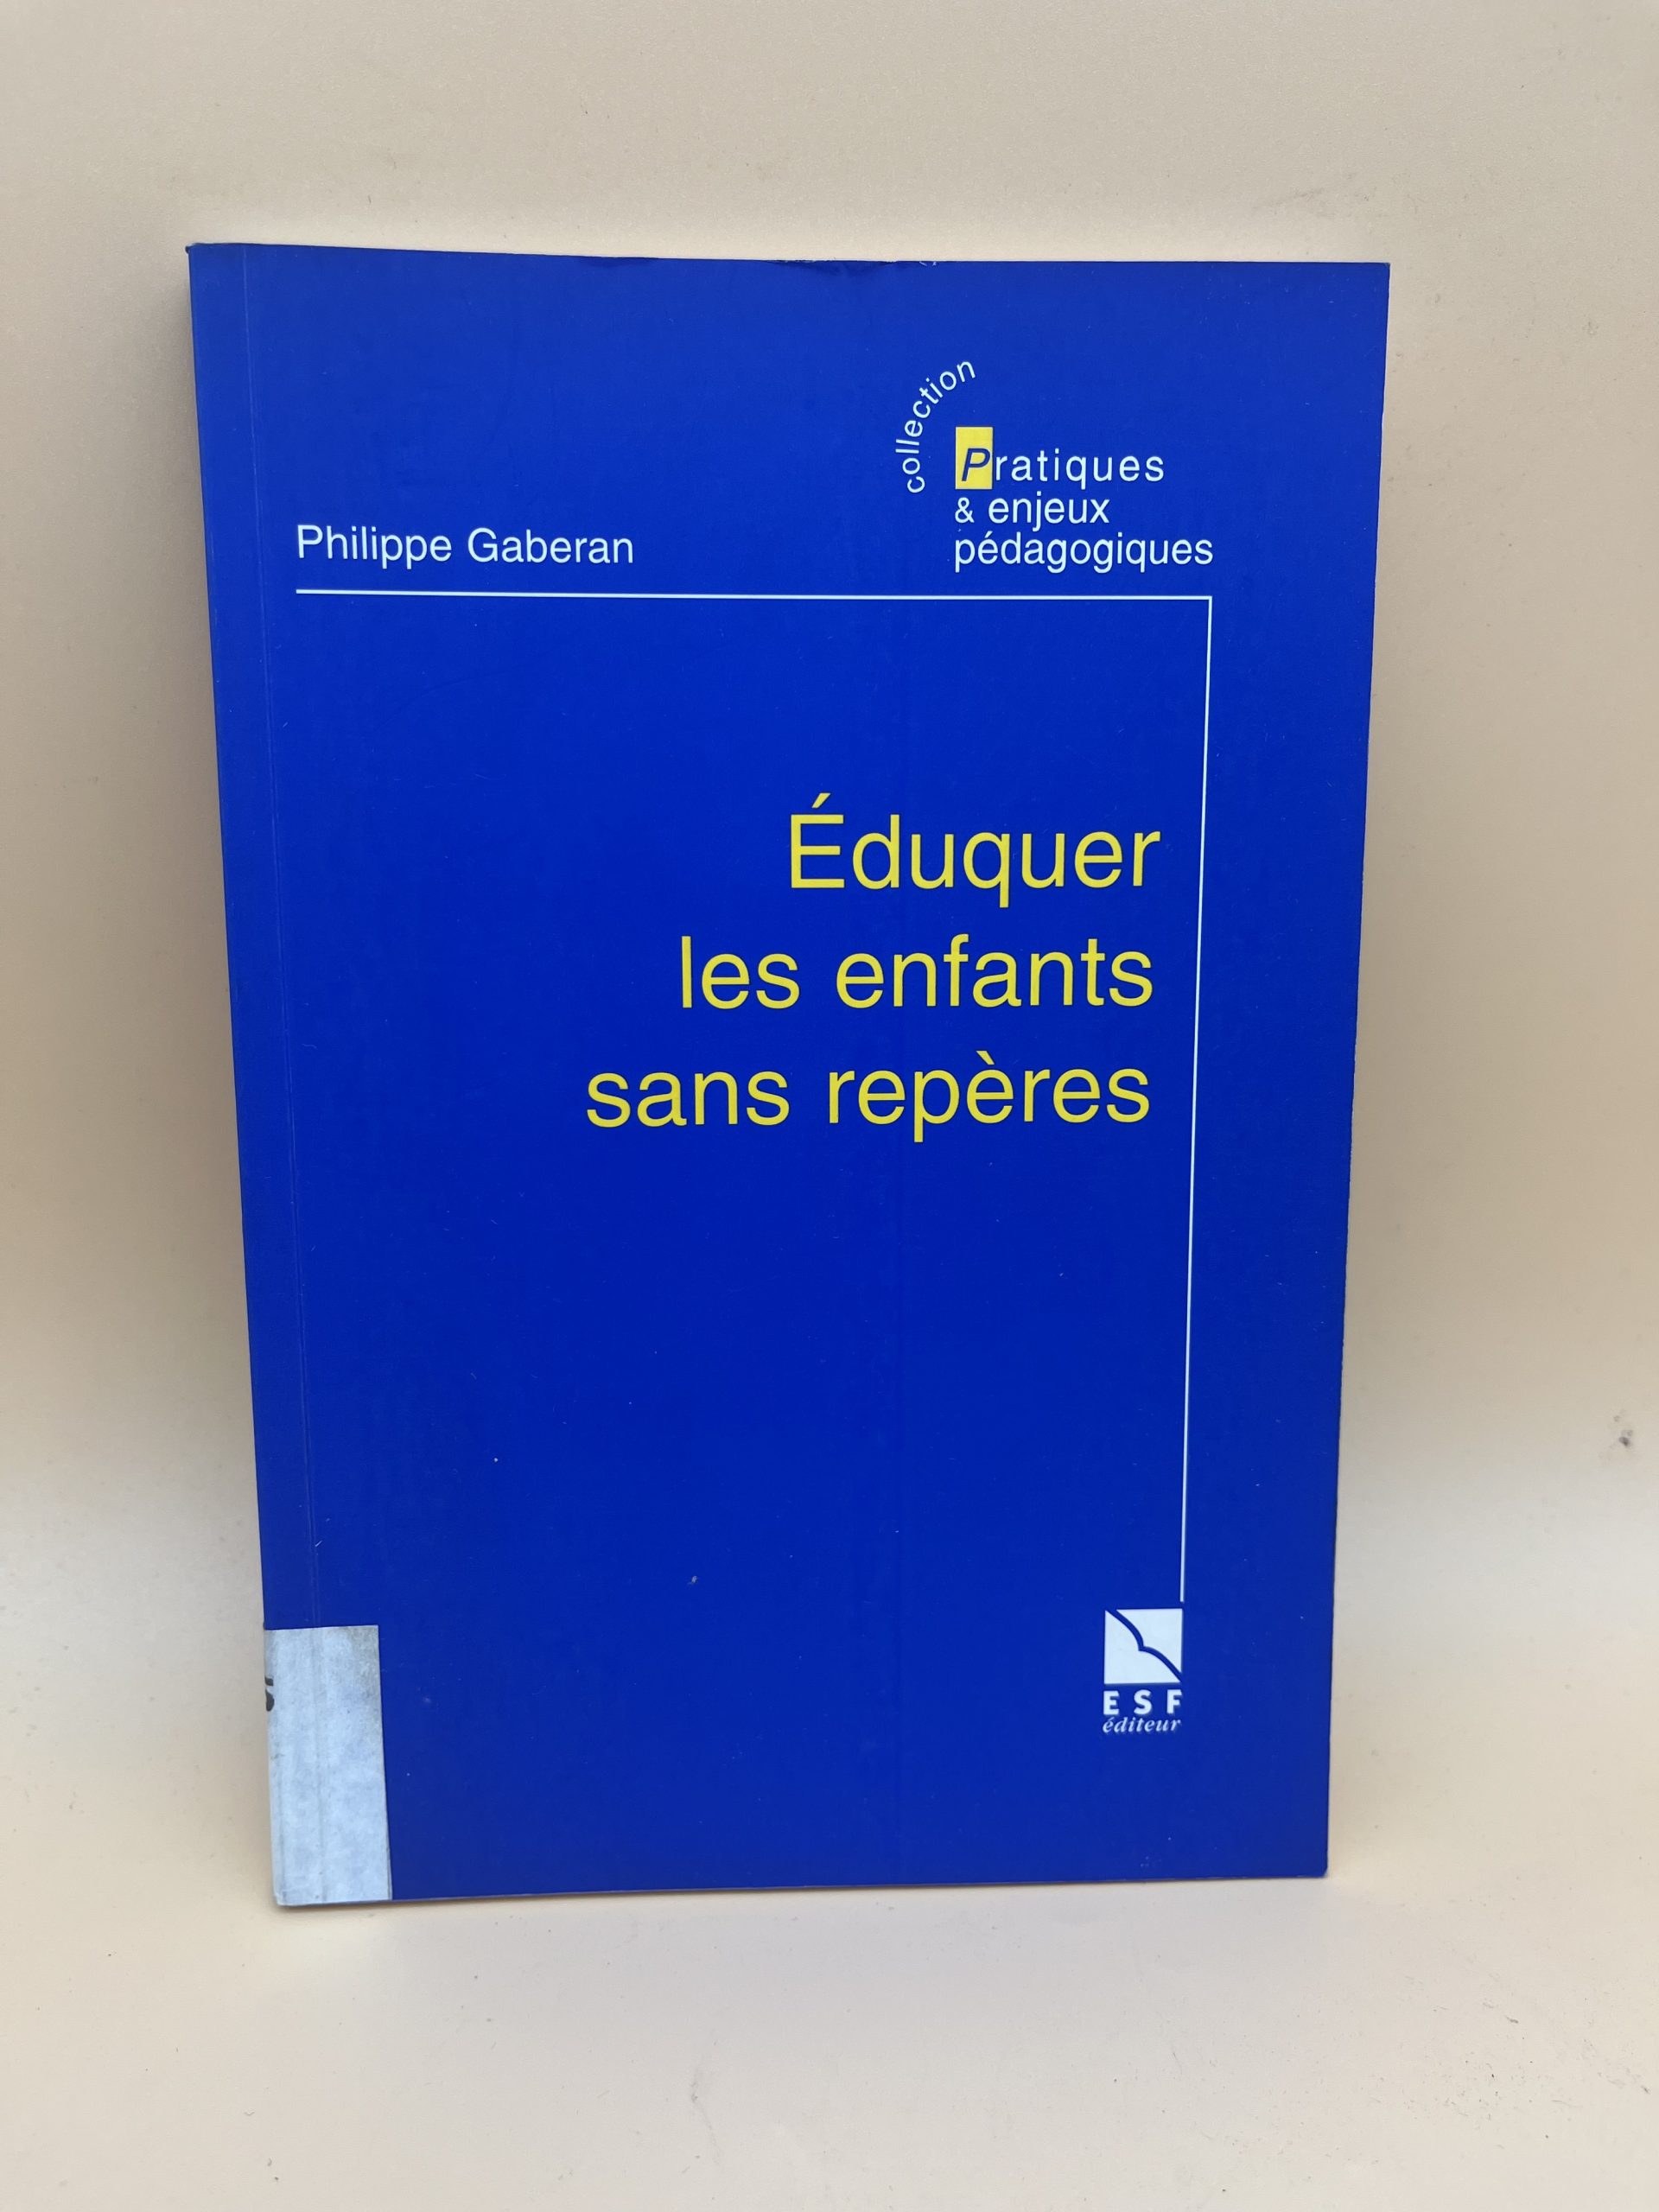 collection
Pratiques
& enjeux
pédagogiques
Philippe Gaberan
Éduquer
les enfants
sans repères
ESF
éditeur